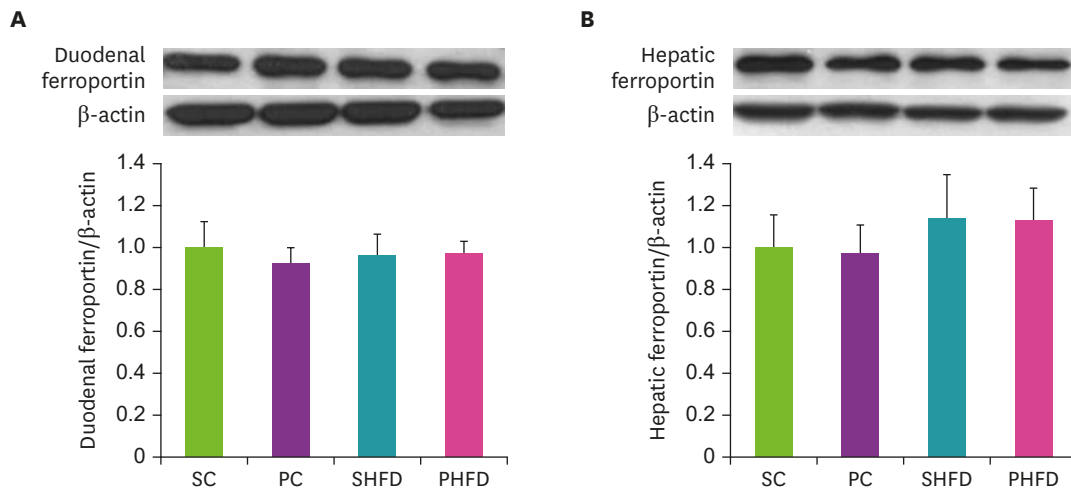 A
Duodenal
ferroportin
β-actin
Duodenal ferroportin/β-actin
1.4
1.2
1.0
0.8
0.6
0.4
0.2
0
SC PC SHFD PHFD
B
Hepatic
ferroportin
β-actin
Hepatic ferroportin/β-actin
1.4
1.2
1.0
0.8
0.6
0.4
0.2
0
SC PC SHFD PHFD